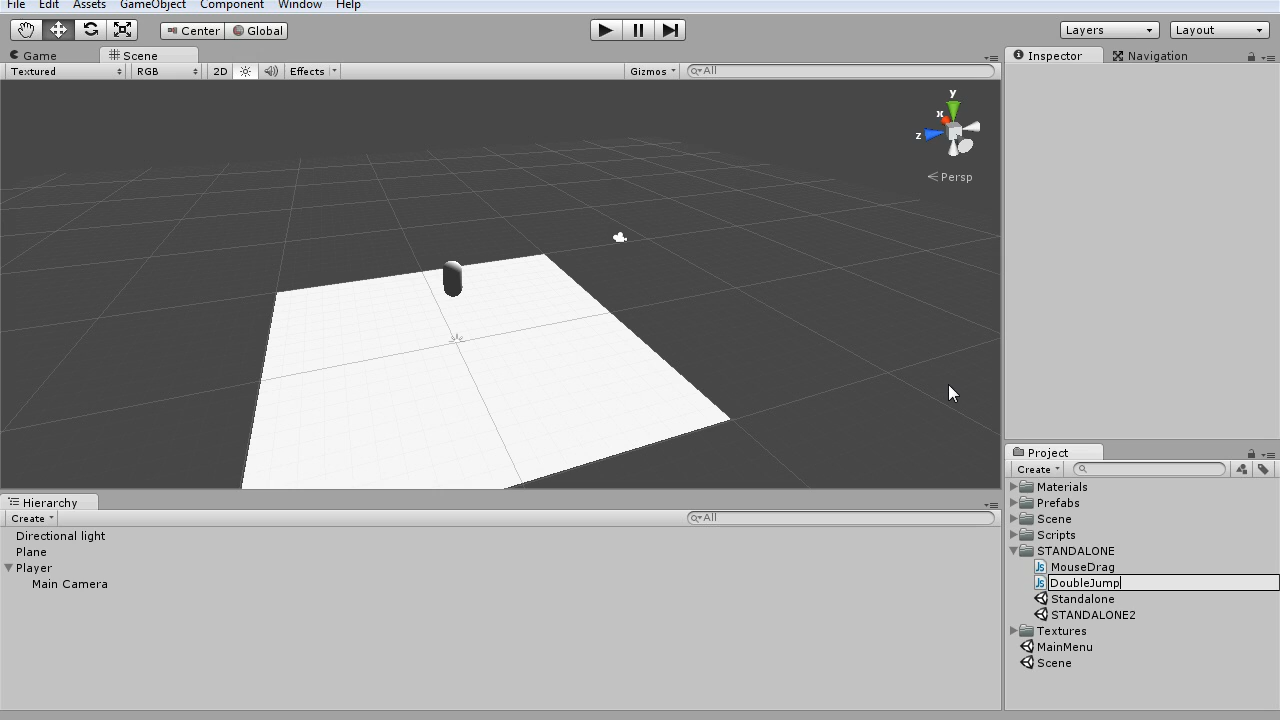 File Edit Assets GameObject Component Window Help
Center Global Layers Layout
Game Scene Inspector Navigation
Textured RGB 2D Effects Gizmos All
y
x
z
Persp
Project
Create
Materials
Prefabs
Scene
Scripts
STANDALONE
JS MouseDrag
JS DoubleJump
Standalone
STANDALONE2
Textures
MainMenu
Scene
Hierarchy
Create All
Directional light
Plane
Player
Main Camera